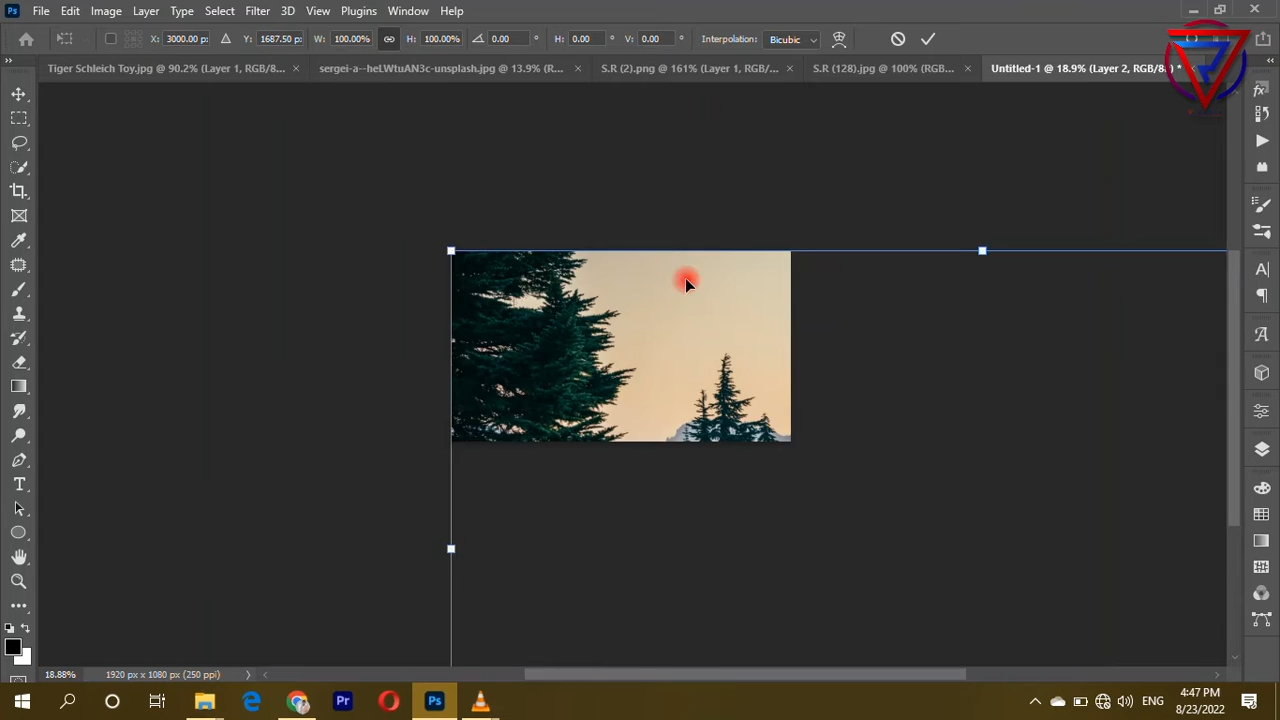 Ps File Edit Image Layer Type Select Filter 3D View Plugins Window Help
X: 3000.00 px Y: 1687.50 px W: 100.00% H: 100.00% 0.00 ° H: 0.00 ° V: 0.00 ° Interpolation: Bicubic
Tiger Schleich Toy.jpg @ 90.2% (Layer 1, RGB/8... × sergei-a--heLWtuAN3c-unsplash.jpg @ 13.9% (R... × S.R (2).png @ 161% (Layer 1, RGB/... × S.R (128).jpg @ 100% (RGB... × Untitled-1 @ 18.9% (Layer 2, RGB/8 *
18.88% 1920 px x 1080 px (250 ppi)
Pr Ps ENG 4:47 PM
8/23/2022